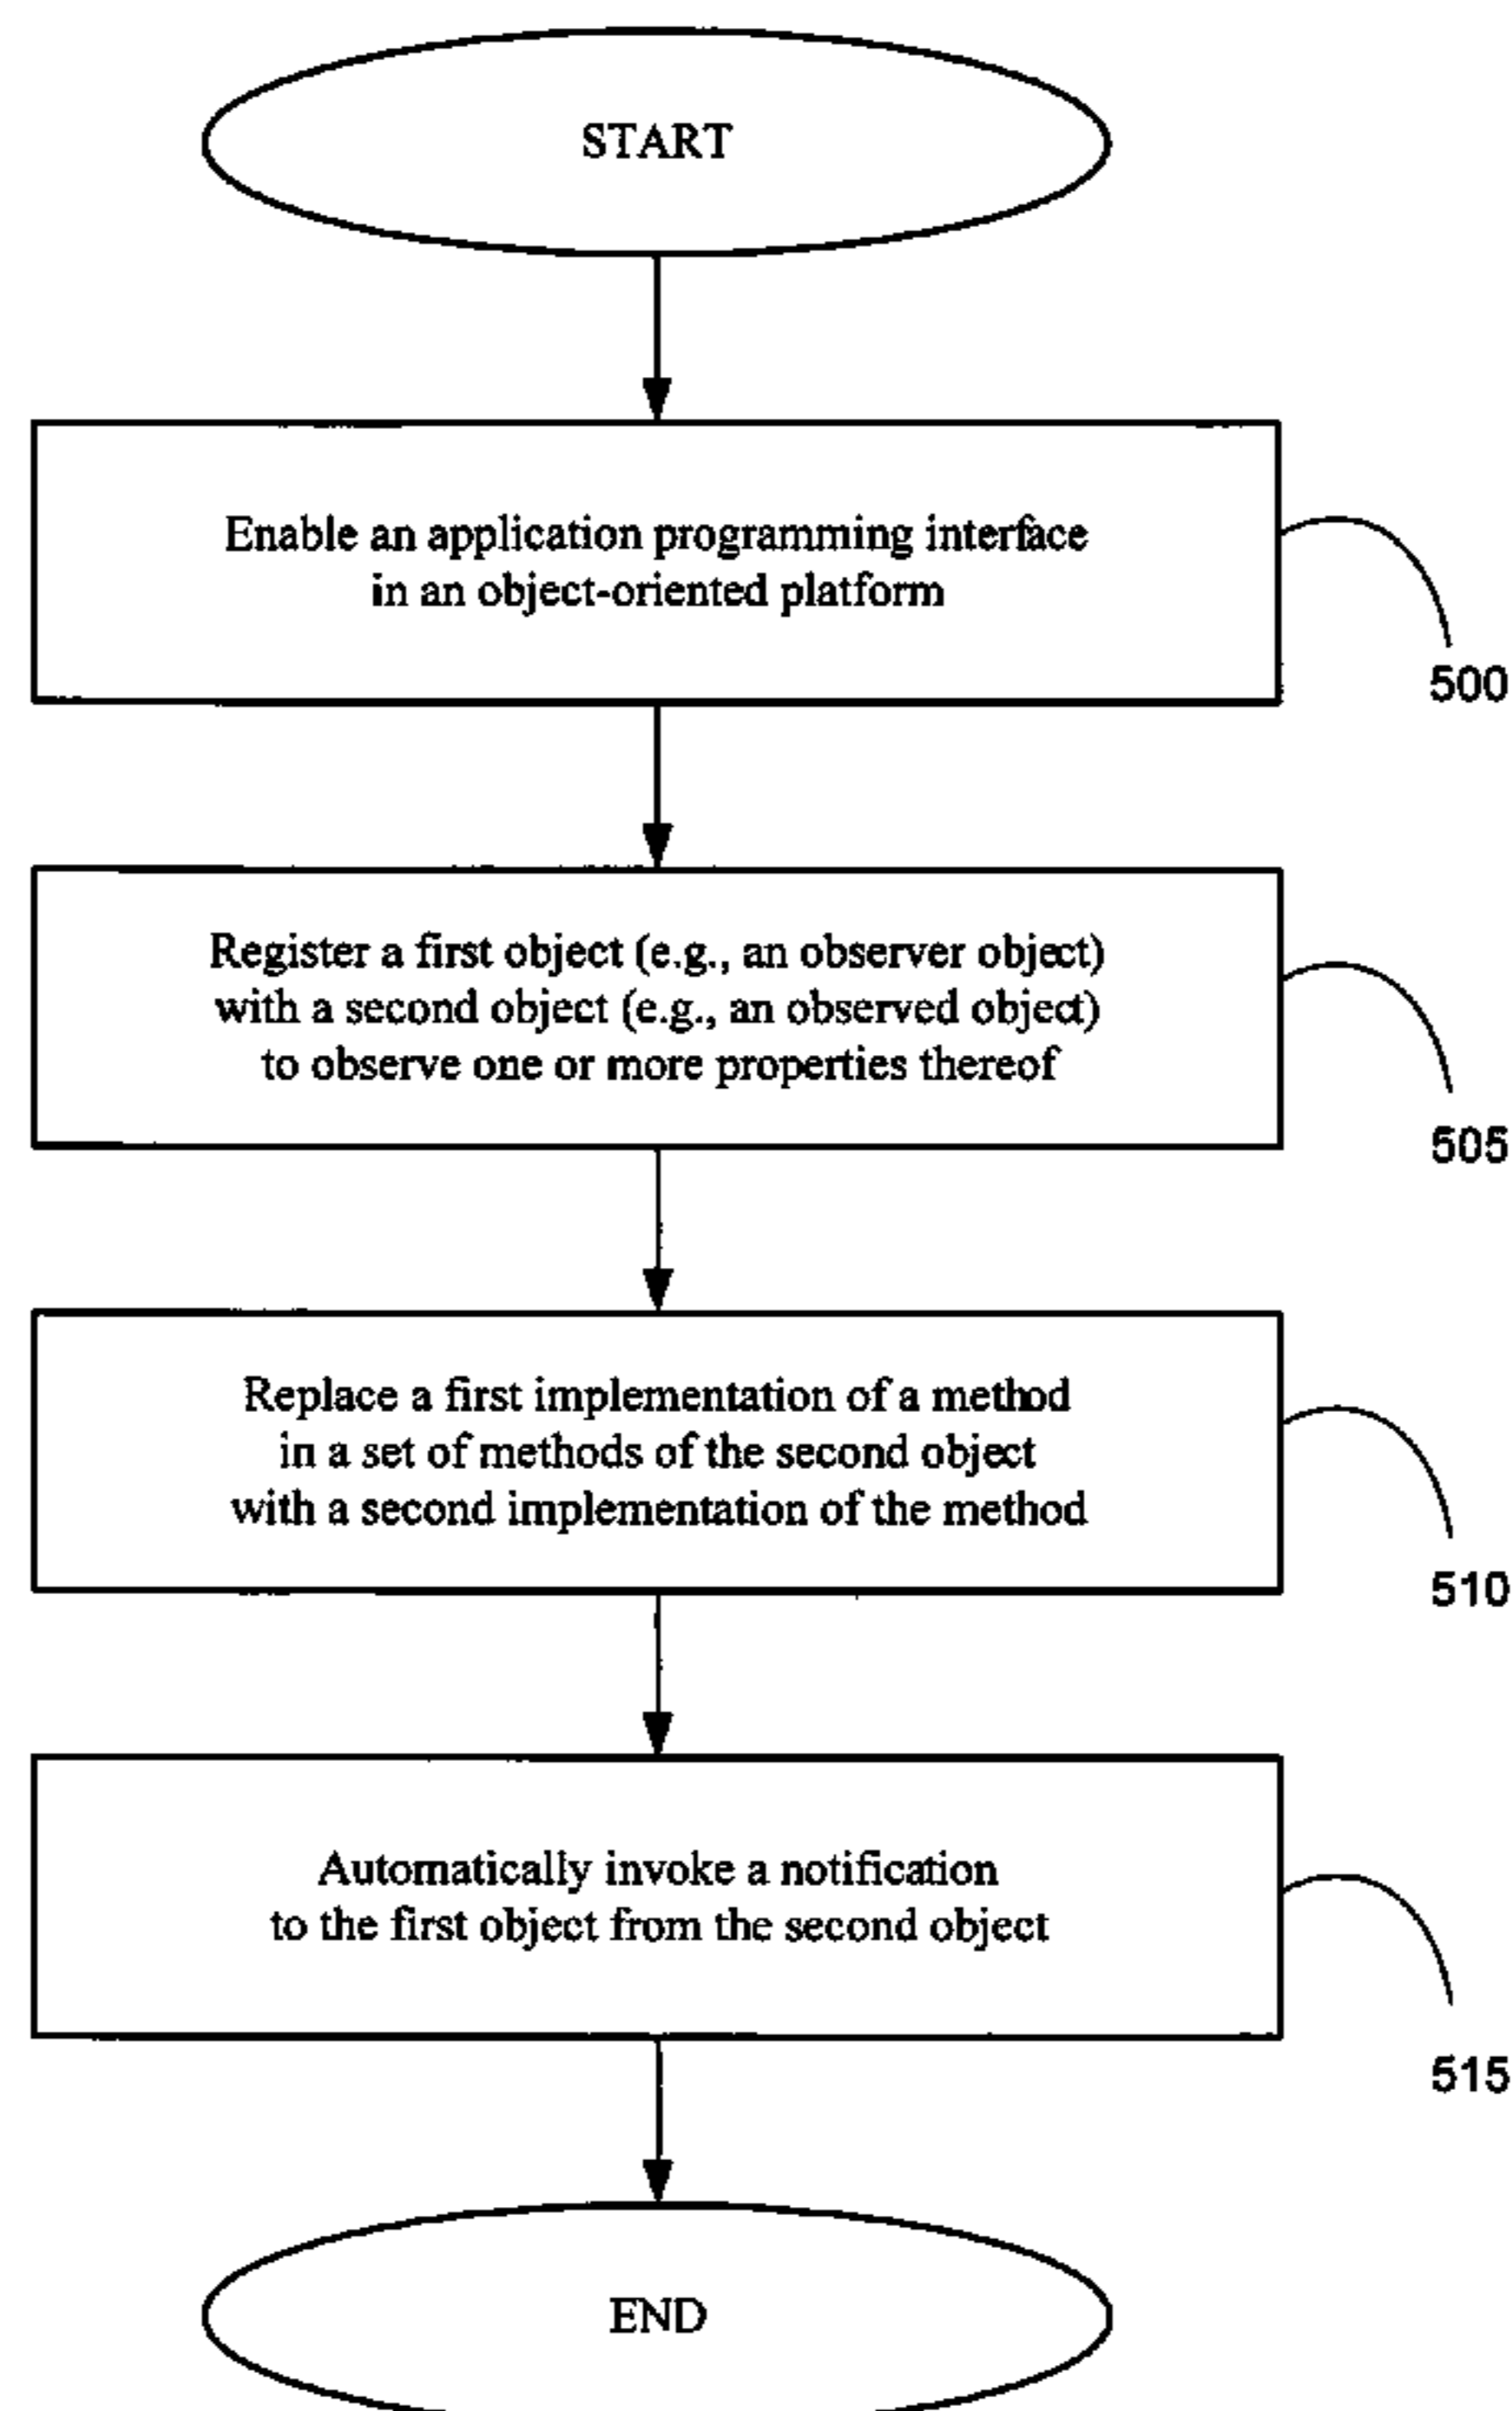 START
Enable an application programming interface
in an object-oriented platform
500
Register a first object (e.g., an observer object)
with a second object (e.g., an observed object)
to observe one or more properties thereof
505
Replace a first implementation of a method
in a set of methods of the second object
with a second implementation of the method
510
Automatically invoke a notification
to the first object from the second object
515
END